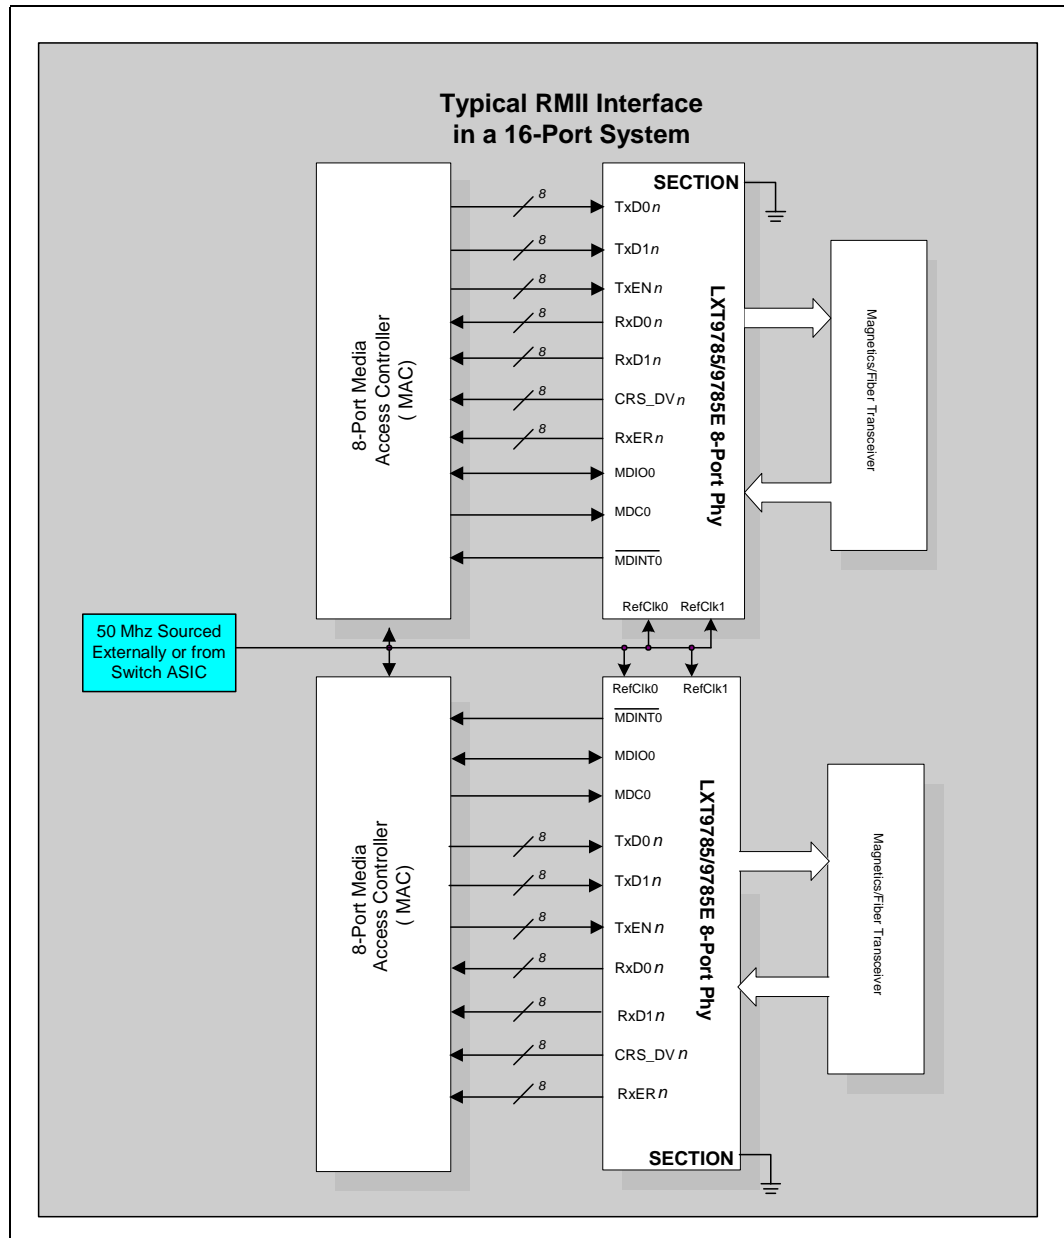 Typical RMII Interface
in a 16-Port System
8-Port Media
Access Controller
( MAC)
SECTION
8
TxD0n
8
TxD1n
8
TxENn
8
RxD0n
8
RxD1n
8
CRS_DVn
8
RxERn
MDIO0
MDC0
MDINT0
RefClk0 RefClk1
LXT9785/9785E 8-Port Phy
Magnetics/Fiber Transceiver
50 Mhz Sourced
Externally or from
Switch ASIC
8-Port Media
Access Controller
( MAC)
RefClk0 RefClk1
MDINT0
MDIO0
MDC0
8
TxD0n
8
TxD1n
8
TxENn
8
RxD0n
8
RxD1n
8
CRS_DVn
8
RxERn
SECTION
LXT9785/9785E 8-Port Phy
Magnetics/Fiber Transceiver